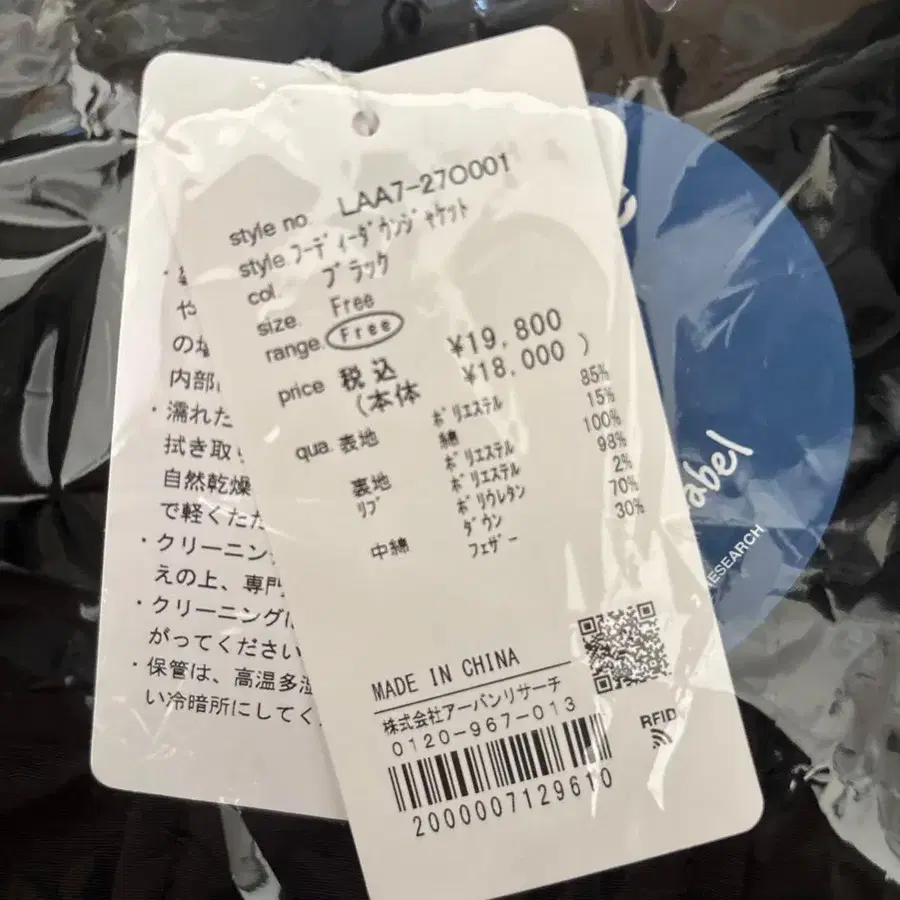 style no. LAA7-270001
style. フーディーダウンジャケット
col. ブラック
size. Free
range. Free
price 税込 ¥19,800
(本体 ¥18,000 )
qua. 表地 ポリエステル 85%
綿 15%
裏地 ポリエステル 100%
リブ ポリエステル 98%
ポリウレタン 2%
中綿 ダウン 70%
フェザー 30%
MADE IN CHINA
株式会社アーバンリサーチ
0120-967-013
2000007129610
RFID
や
の
内部
・濡れた
拭き取り
自然乾燥
で軽くた
・クリーニン
えの上、専門
・クリーニング
がってください
・保管は、高温多湿
い冷暗所にしてく
abel
RESEARCH